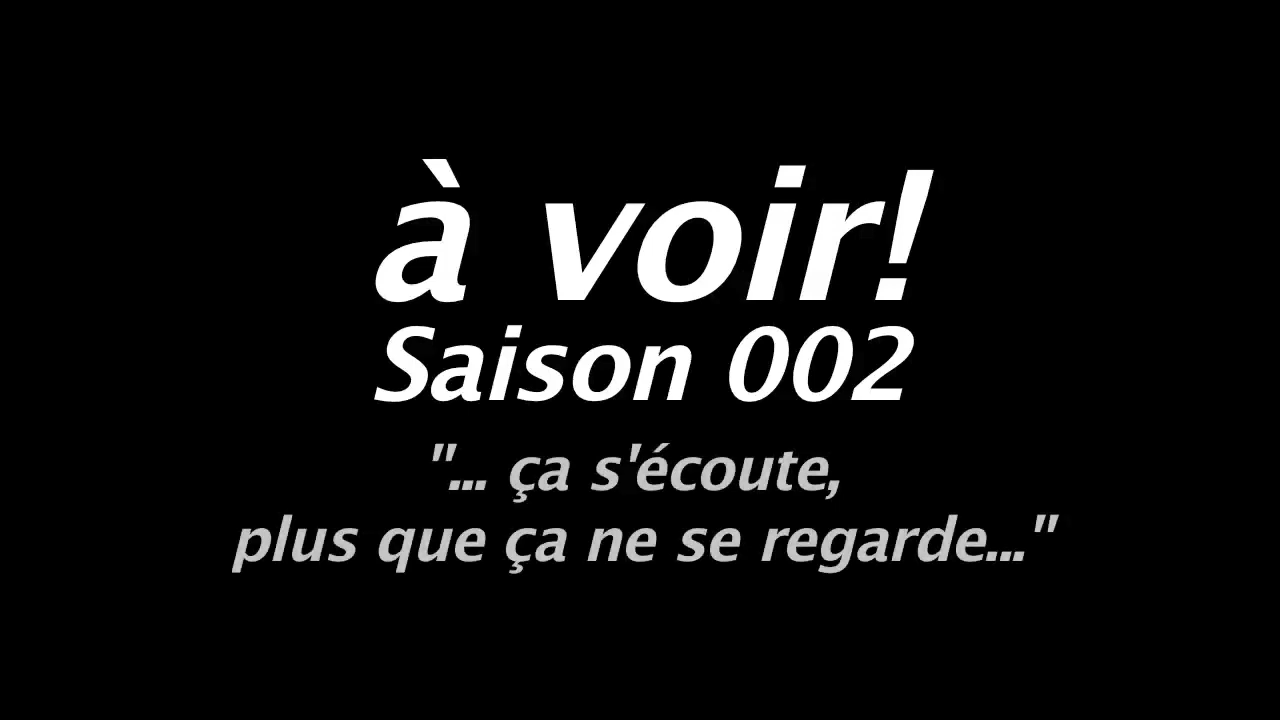 à voir!
Saison 002
"... ça s'écoute,
plus que ça ne se regarde..."